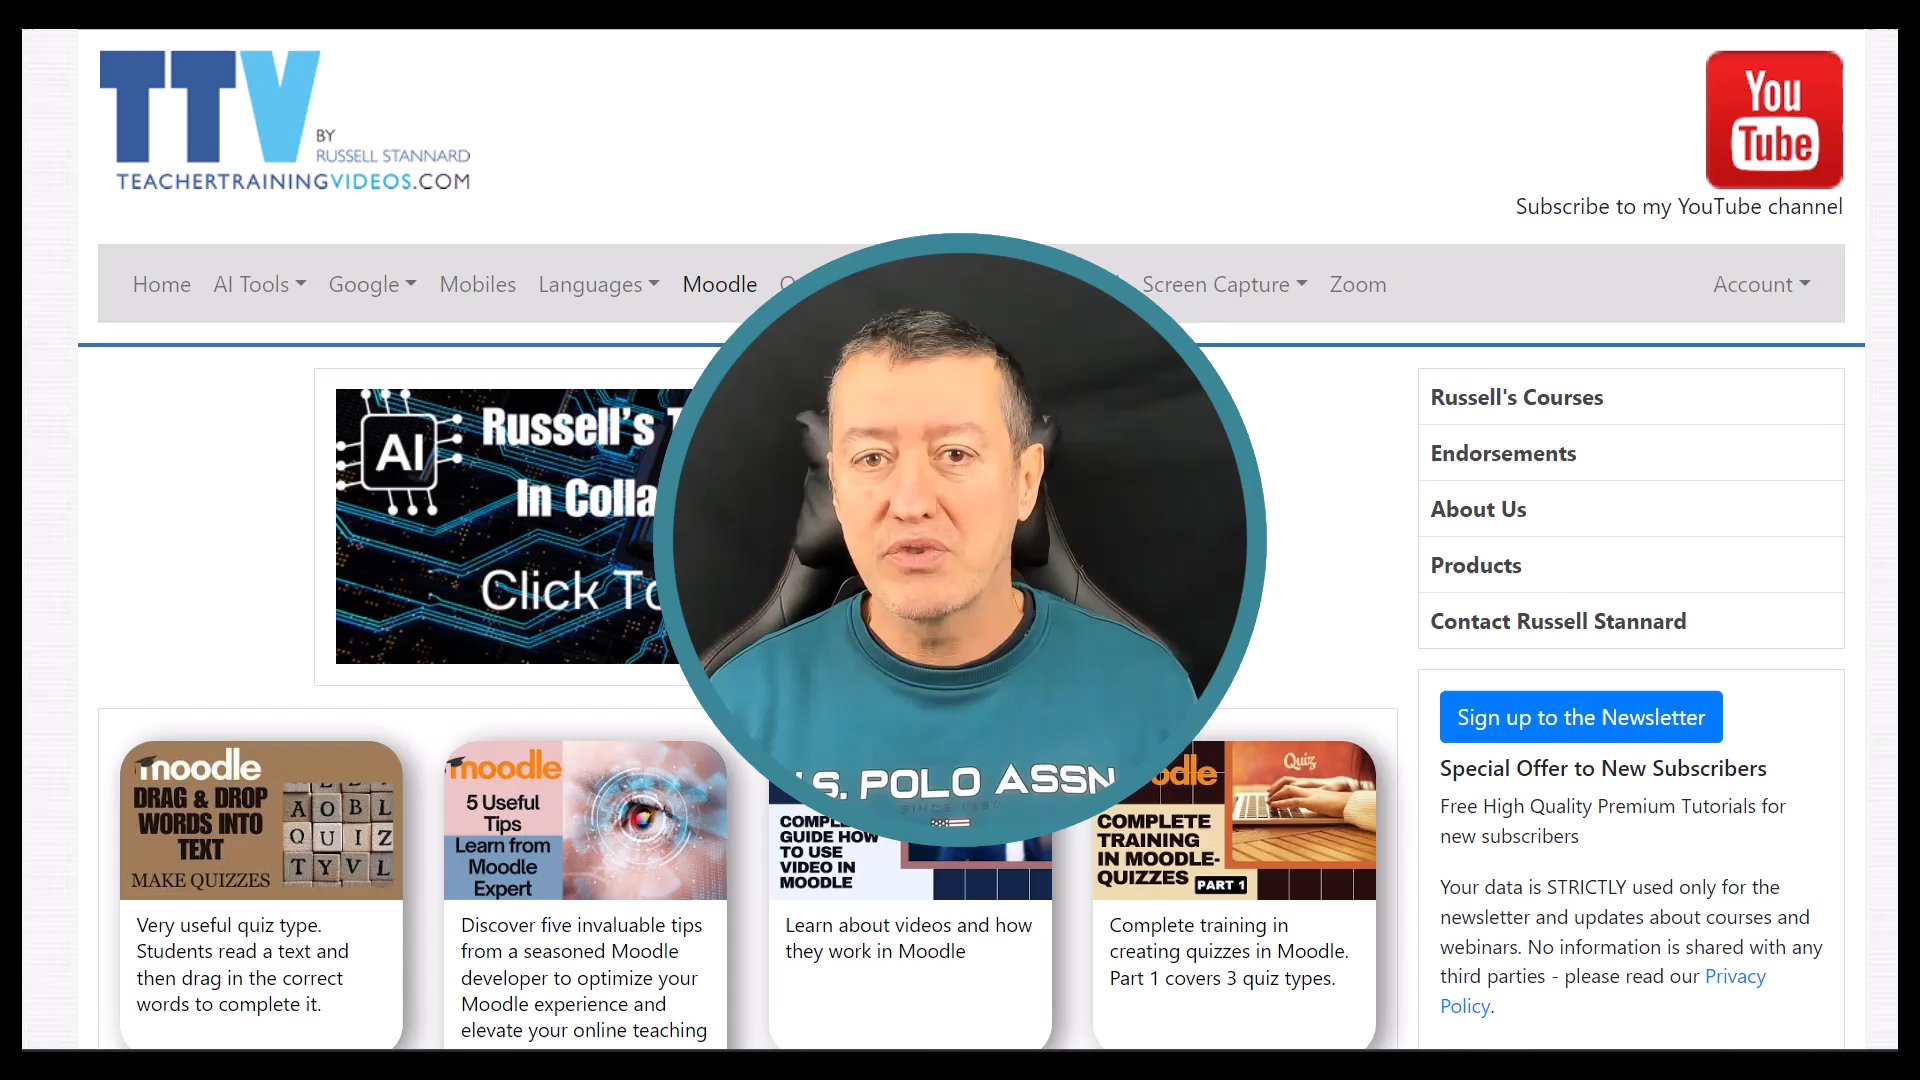 TTV
BY
RUSSELL STANNARD
TEACHERTRAININGVIDEOS.COM
You
Tube
Subscribe to my YouTube channel
Home AI Tools Google Mobiles Languages Moodle Screen Capture Zoom Account
AI
Russell's
In Colla
Click To
Russell's Courses
Endorsements
About Us
Products
Contact Russell Stannard
Sign up to the Newsletter
Special Offer to New Subscribers
Free High Quality Premium Tutorials for
new subscribers
Your data is STRICTLY used only for the
newsletter and updates about courses and
webinars. No information is shared with any
third parties - please read our Privacy
Policy.
.S. POLO ASSN
SINCE 1890
moodle
DRAG & DROP
WORDS INTO
TEXT
MAKE QUIZZES
A O B L
Q U I Z
T Y V L
Very useful quiz type.
Students read a text and
then drag in the correct
words to complete it.
moodle
5 Useful
Tips
Learn from
Moodle
Expert
Discover five invaluable tips
from a seasoned Moodle
developer to optimize your
Moodle experience and
elevate your online teaching
COMPL
GUIDE HOW
TO USE
VIDEO IN
MOODLE
Learn about videos and how
they work in Moodle
odle
Quiz
COMPLETE
TRAINING
IN MOODLE-
QUIZZES PART 1
Complete training in
creating quizzes in Moodle.
Part 1 covers 3 quiz types.